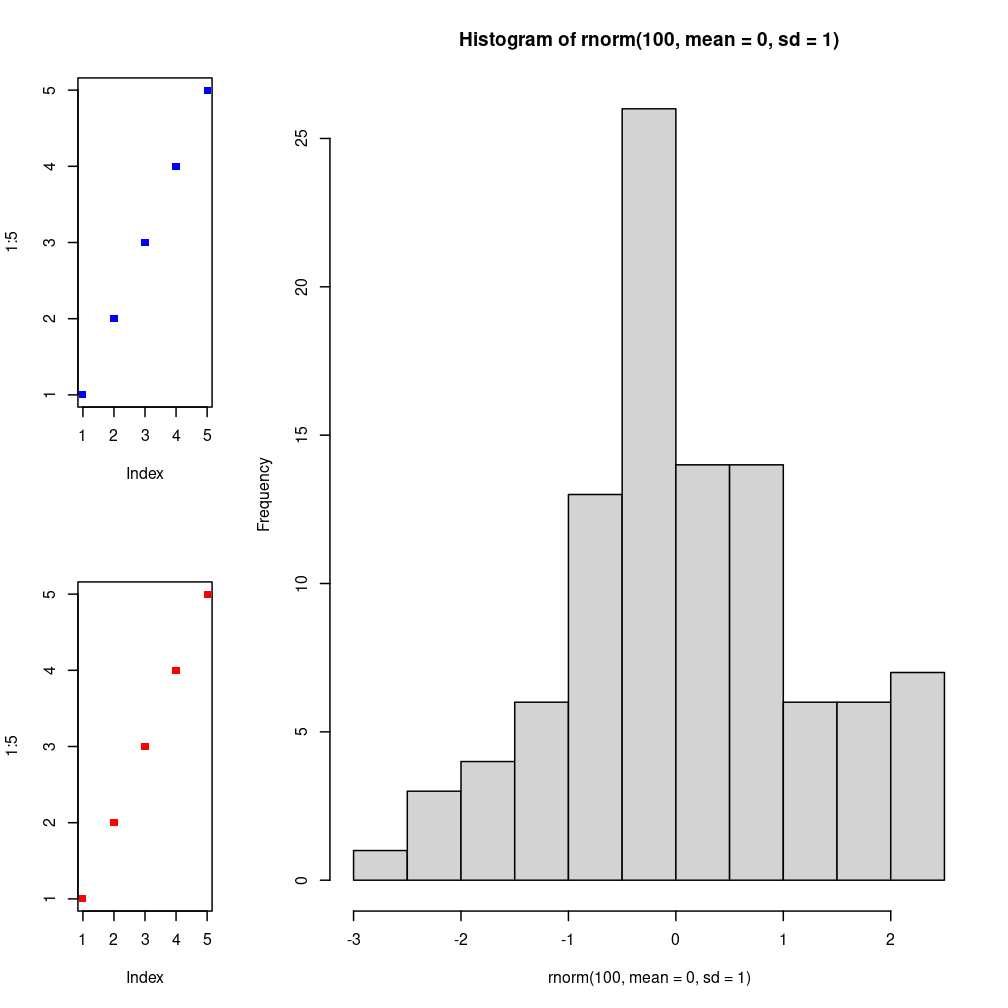 5
4
3
2
1
1:5
1 2 3 4 5
Index
5
4
3
2
1
1:5
1 2 3 4 5
Index
Histogram of rnorm(100, mean = 0, sd = 1)
25
20
15
10
5
0
Frequency
-3 -2 -1 0 1 2
rnorm(100, mean = 0, sd = 1)